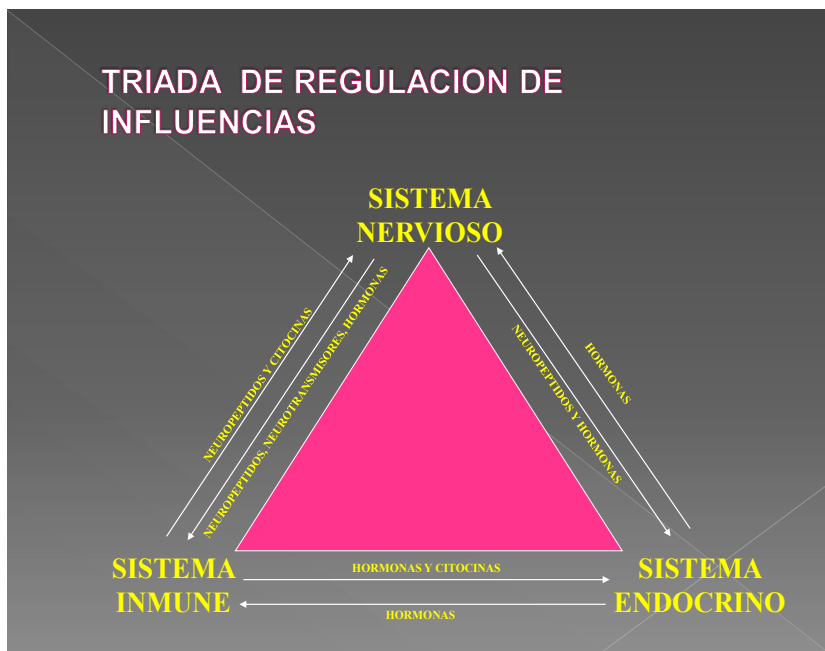 TRIADA DE REGULACION DE
INFLUENCIAS
SISTEMA
NERVIOSO
NEUROPEPTIDOS Y CITOCINAS
NEUROPEPTIDOS, NEUROTRANSMISORES, HORMONAS
NEUROPEPTIDOS Y HORMONAS
HORMONAS
SISTEMA
INMUNE
HORMONAS Y CITOCINAS
HORMONAS
SISTEMA
ENDOCRINO